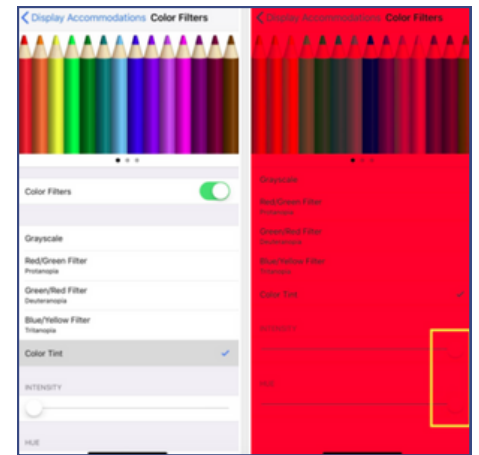 Display Accommodations Color Filters
Color Filters
Grayscale
Red/Green Filter
Protanopia
Green/Red Filter
Deuteranopia
Blue/Yellow Filter
Tritanopia
Color Tint
INTENSITY
HUE
Display Accommodations Color Filters
Grayscale
Red/Green Filter
Protanopia
Green/Red Filter
Deuteranopia
Blue/Yellow Filter
Tritanopia
Color Tint
INTENSITY
HUE